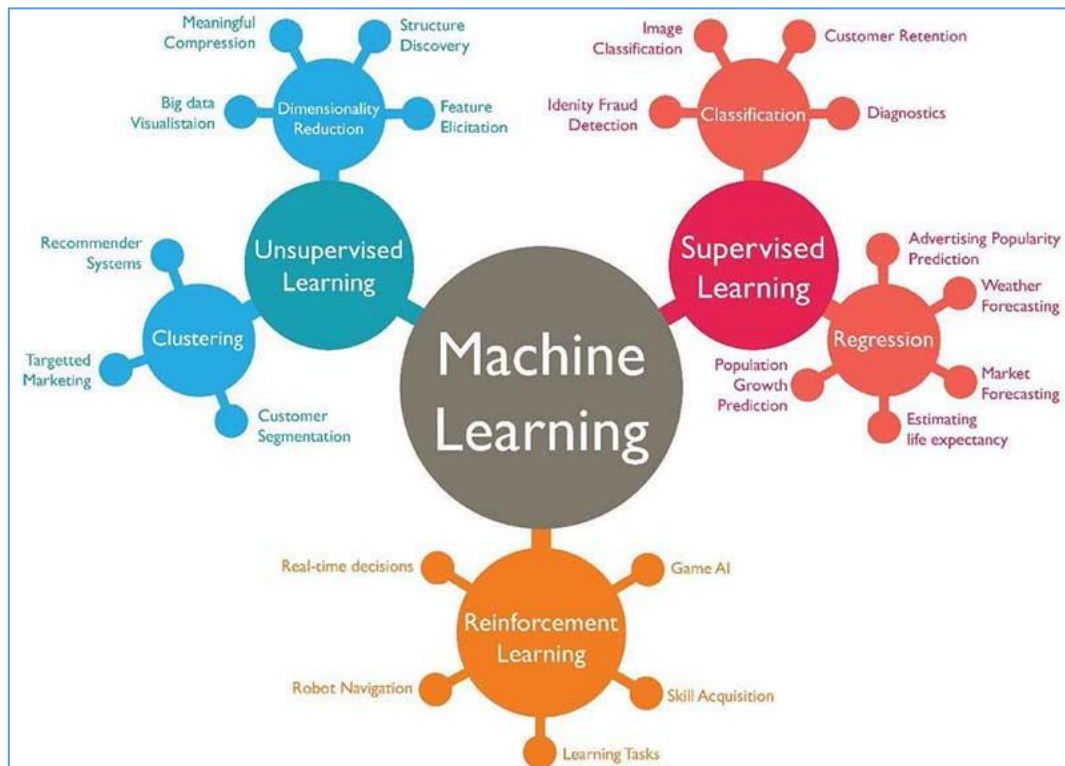 Meaningful
Compression
Structure
Discovery
Big data
Visualistaion
Dimensionality
Reduction
Feature
Elicitation
Image
Classification
Customer Retention
Idenity Fraud
Detection
Classification
Diagnostics
Recommender
Systems
Unsupervised
Learning
Clustering
Targetted
Marketing
Customer
Segmentation
Machine
Learning
Supervised
Learning
Advertising Popularity
Prediction
Weather
Forecasting
Regression
Population
Growth
Prediction
Market
Forecasting
Estimating
life expectancy
Real-time decisions
Game AI
Reinforcement
Learning
Robot Navigation
Skill Acquisition
Learning Tasks